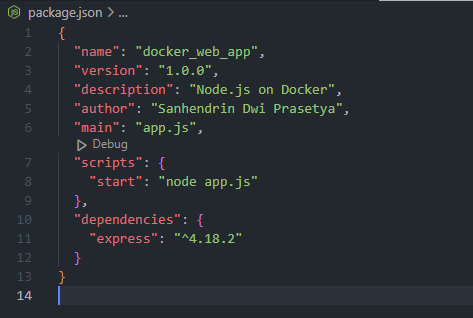 package.json > ...
1 {
2 "name": "docker_web_app",
3 "version": "1.0.0",
4 "description": "Node.js on Docker",
5 "author": "Sanhendrin Dwi Prasetya",
6 "main": "app.js",
Debug
7 "scripts": {
8 "start": "node app.js"
9 },
10 "dependencies": {
11 "express": "^4.18.2"
12 }
13 }
14